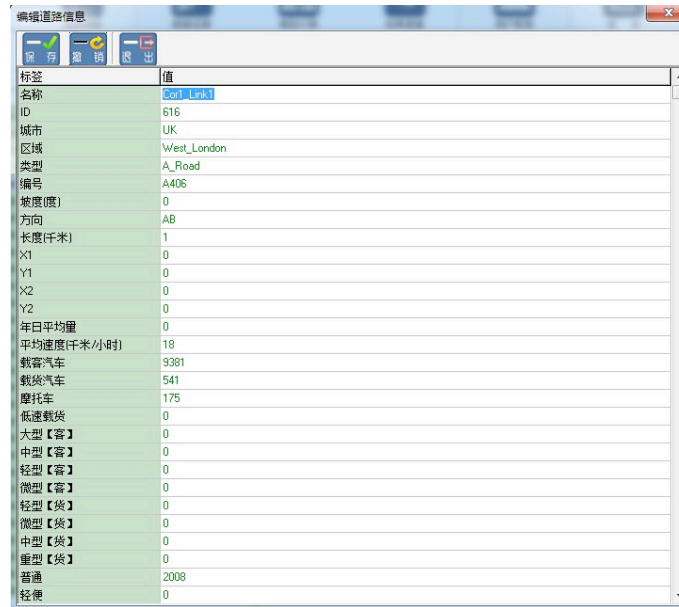 编辑道路信息
保 存 撤 销 退 出
标签 值
名称 Cor1_Link1
ID 616
城市 UK
区域 West_London
类型 A_Road
编号 A406
坡度(度) 0
方向 AB
长度(千米) 1
X1 0
Y1 0
X2 0
Y2 0
年日平均量 0
平均速度(千米/小时) 18
载客汽车 9381
载货汽车 541
摩托车 175
低速载货 0
大型【客】 0
中型【客】 0
轻型【客】 0
微型【客】 0
轻型【货】 0
微型【货】 0
中型【货】 0
重型【货】 0
普通 2008
轻便 0